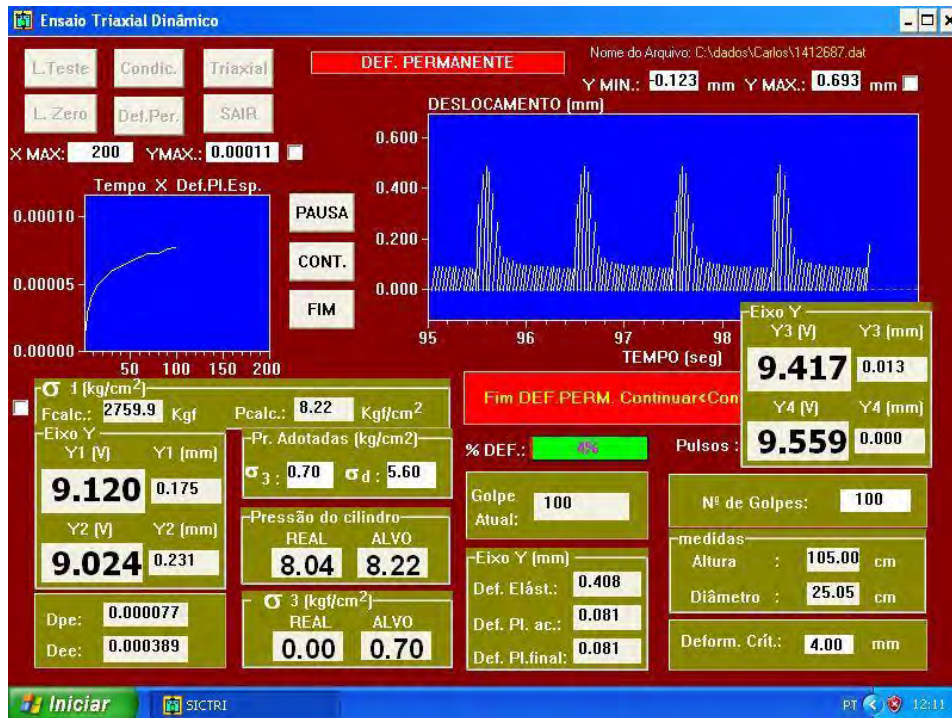 Ensaio Triaxial Dinâmico
L.Teste Condic. Triaxial
L. Zero Def.Per. SAIR
DEF. PERMANENTE
Nome do Arquivo: C:\dados\Carlos\1412687.dat
Y MIN.: -0.123 mm Y MAX.: 0.693 mm
X MAX: 200 YMAX.: 0.00011
DESLOCAMENTO (mm)
0.600
0.400
0.200
0.000
95 96 97 98
TEMPO (seg)
Tempo X Def.Pl.Esp.
0.00010
0.00005
0.00000
50 100 150 200
PAUSA
CONT.
FIM
Eixo Y
Y3 (V) Y3 (mm)
9.417 0.013
Y4 (V) Y4 (mm)
9.559 0.000
σ 1 (kg/cm2)
Fcalc.: 2759.9 Kgf Pcalc.: 8.22 Kgf/cm2
Fim DEF.PERM. Continuar<Con
Eixo Y
Y1 (V) Y1 (mm)
9.120 0.175
Y2 (V) Y2 (mm)
9.024 0.231
Pr. Adotadas (kg/cm2)
σ3 : 0.70 σd : 5.60
% DEF.: 4% Pulsos :
Pressão do cilindro
REAL ALVO
8.04 8.22
Golpe Atual: 100
Nº de Golpes: 100
medidas
Altura : 105.00 cm
Diâmetro : 25.05 cm
Eixo Y (mm)
Def. Elást.: 0.408
Def. Pl. ac.: 0.081
Def. Pl.final: 0.081
Dpe: 0.000077
Dee: 0.000389
σ 3 (kgf/cm2)
REAL ALVO
0.00 0.70
Deform. Crít.: 4.00 mm
Iniciar SICTRI PT 12:11